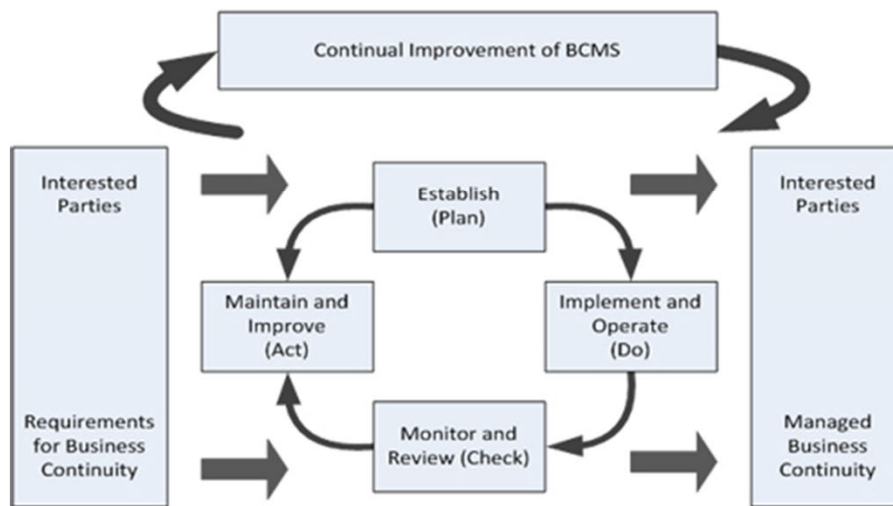 Continual Improvement of BCMS
Interested
Parties
Requirements
for Business
Continuity
Establish
(Plan)
Maintain and
Improve
(Act)
Implement and
Operate
(Do)
Monitor and
Review (Check)
Interested
Parties
Managed
Business
Continuity